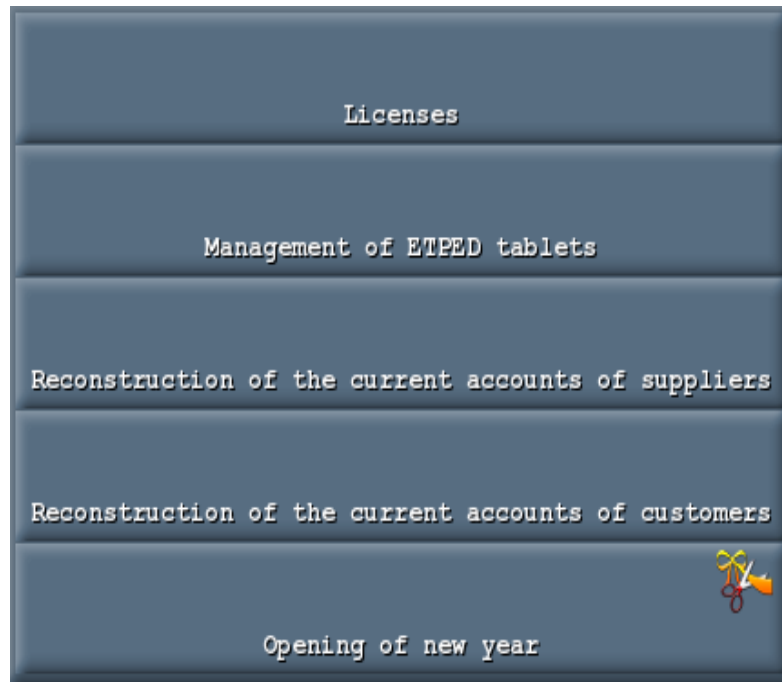 Licenses
Management of ETPED tablets
Reconstruction of the current accounts of suppliers
Reconstruction of the current accounts of customers
Opening of new year